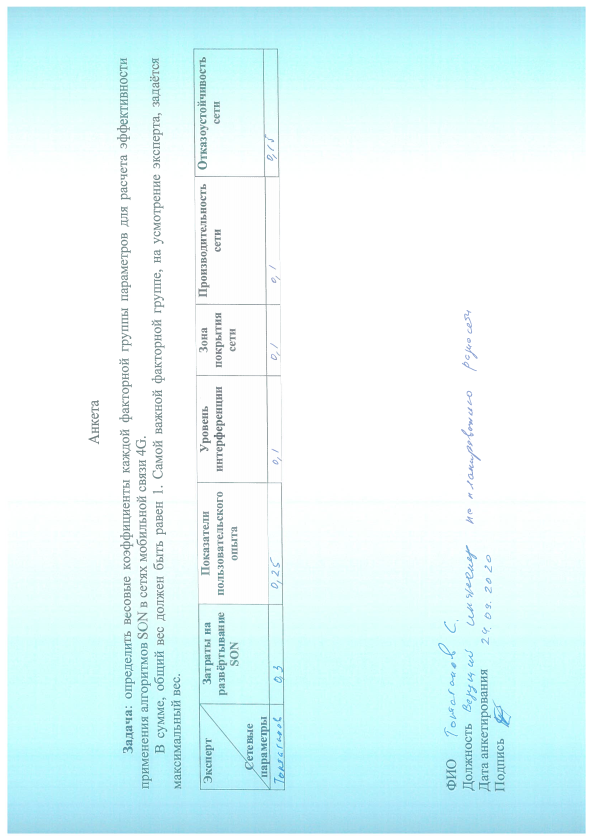 Анкета
Задача: определить весовые коэффициенты каждой факторной группы параметров для расчета эффективности
применения алгоритмов SON в сетях мобильной связи 4G.
В сумме, общий вес должен быть равен 1. Самой важной факторной группе, на усмотрение эксперта, задаётся
максимальный вес.
Эксперт
Сетевые
параметры
Затраты на
развёртывание
SON
Показатели
пользовательского
опыта
Уровень
интерференции
Зона
покрытия
сети
Производительность
сети
Отказоустойчивость
сети
0,3 0,25 0,1 0,1 0,1 0,15
ФИО С.
Должность Ведущий инженер по планированию радиосети
Дата анкетирования 29.09.2020
Подпись